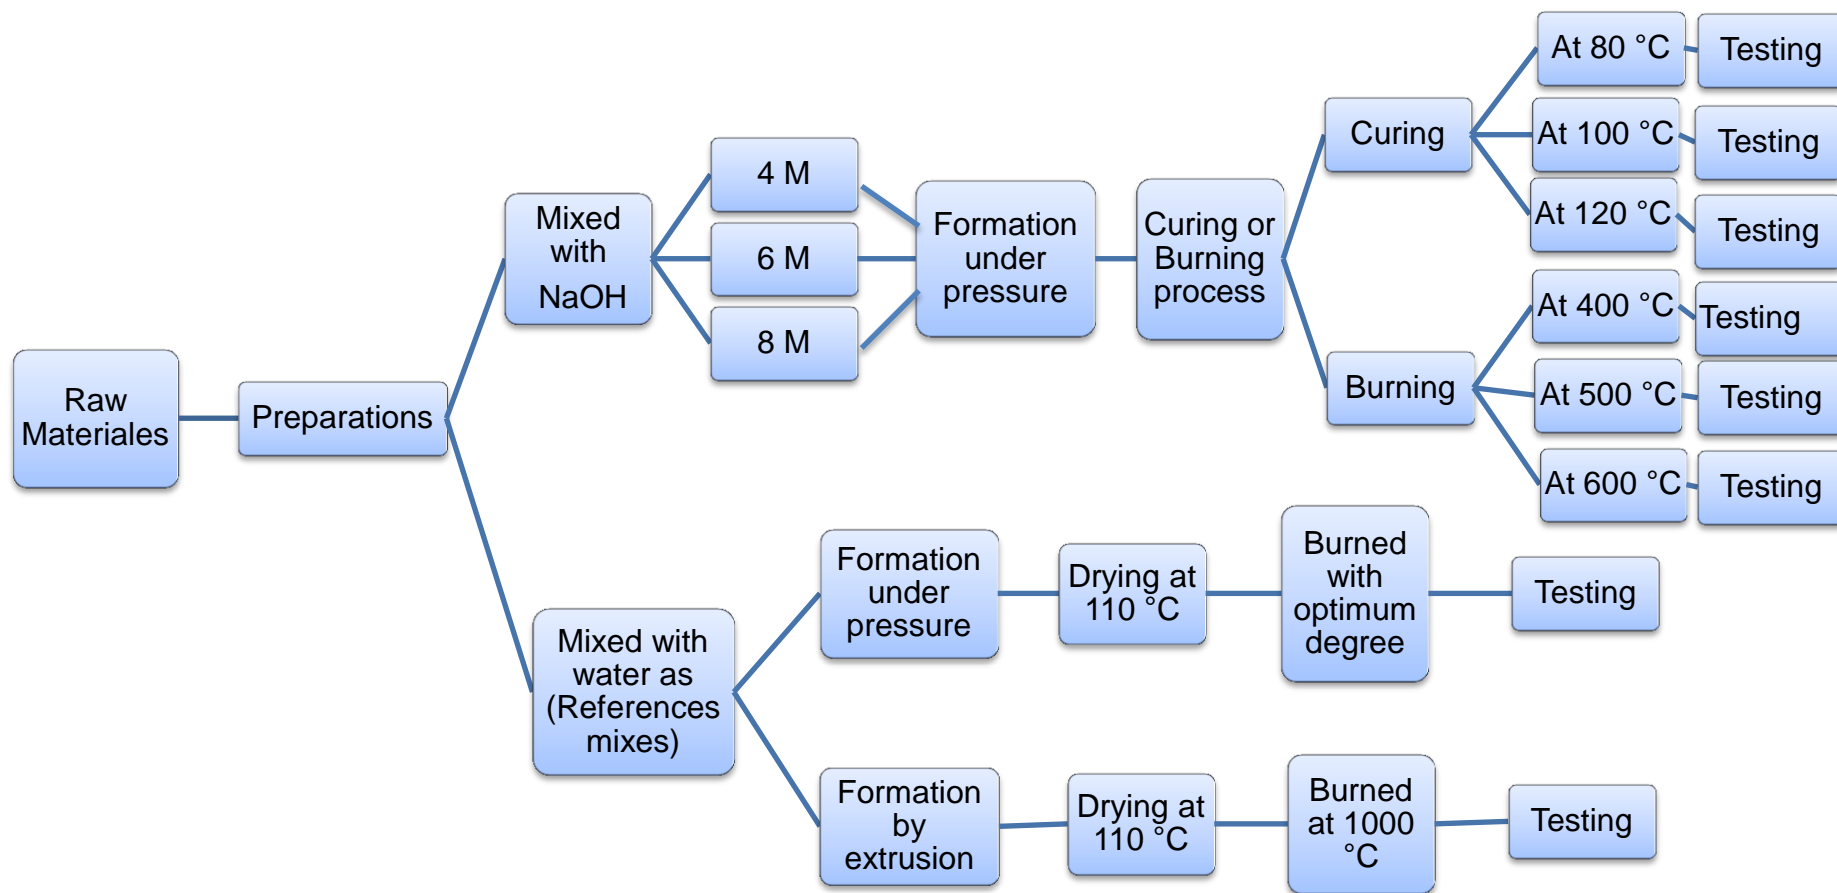 Raw
Materiales
Preparations
Mixed
with
NaOH
4 M
6 M
8 M
Formation
under
pressure
Curing or
Burning
process
Curing
At 80 °C
Testing
At 100 °C
Testing
At 120 °C
Testing
Burning
At 400 °C
Testing
At 500 °C
Testing
At 600 °C
Testing
Mixed with
water as
(References
mixes)
Formation
under
pressure
Drying at
110 °C
Burned
with
optimum
degree
Testing
Formation
by
extrusion
Drying at
110 °C
Burned
at 1000
°C
Testing